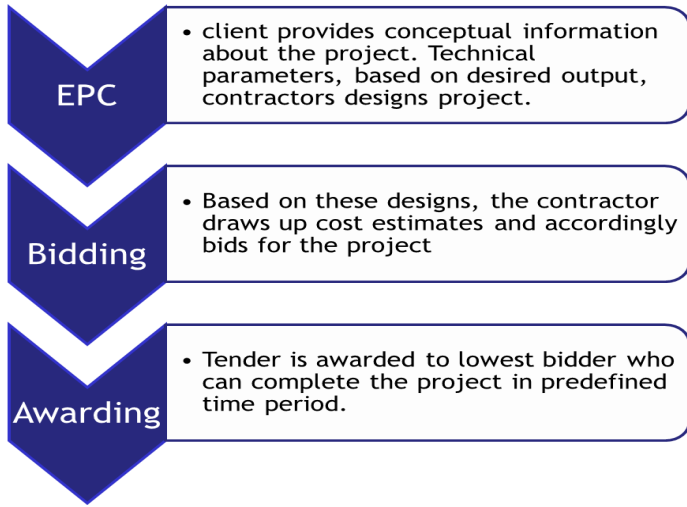 EPC
• client provides conceptual information
about the project. Technical
parameters, based on desired output,
contractors designs project.
Bidding
• Based on these designs, the contractor
draws up cost estimates and accordingly
bids for the project
Awarding
• Tender is awarded to lowest bidder who
can complete the project in predefined
time period.